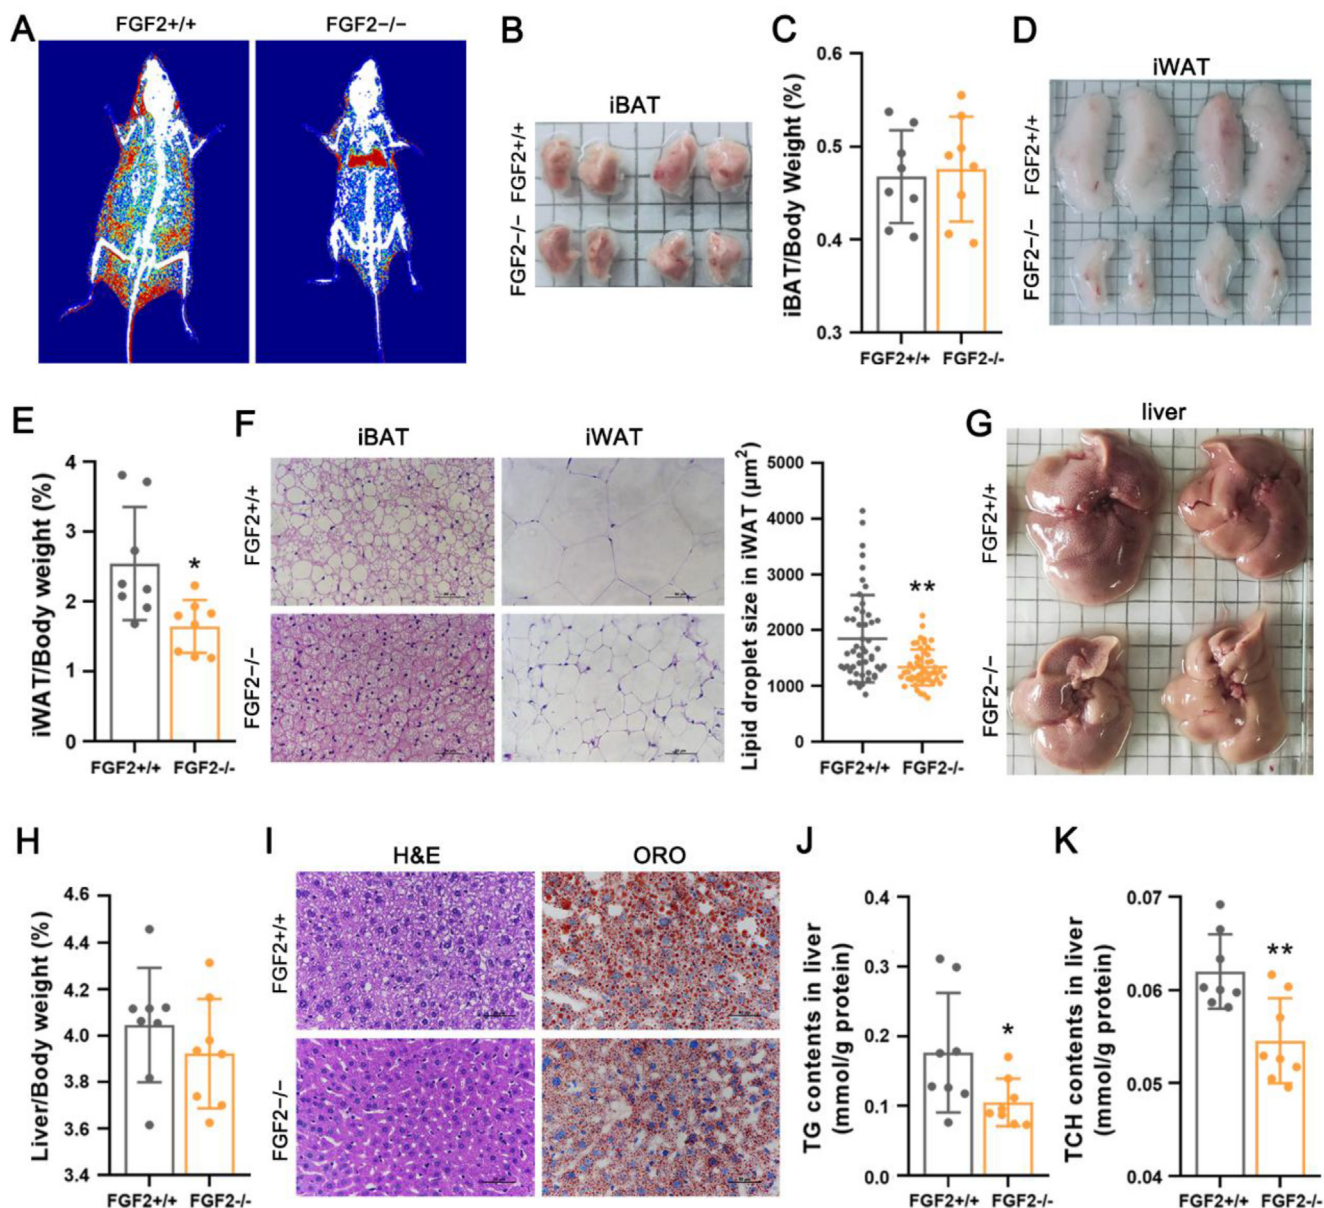 A
FGF2+/+
FGF2−/−
B
iBAT
FGF2+/+
FGF2−/−
C
iBAT/Body Weight (%)
0.6
0.5
0.4
0.3
FGF2+/+
FGF2-/-
D
iWAT
FGF2+/+
FGF2−/−
E
iWAT/Body weight (%)
4
3
2
1
0
*
FGF2+/+
FGF2-/-
F
iBAT
iWAT
FGF2+/+
FGF2−/−
Lipid droplet size in iWAT (μm²)
5000
4000
3000
2000
1000
0
**
FGF2+/+
FGF2-/-
G
liver
FGF2+/+
FGF2−/−
H
Liver/Body weight (%)
4.6
4.4
4.2
4.0
3.8
3.6
3.4
FGF2+/+
FGF2-/-
I
H&E
ORO
FGF2+/+
FGF2−/−
J
TG contents in liver
(mmol/g protein)
0.4
0.3
0.2
0.1
0.0
*
FGF2+/+
FGF2-/-
K
TCH contents in liver
(mmol/g protein)
0.07
0.06
0.05
0.04
**
FGF2+/+
FGF2-/-